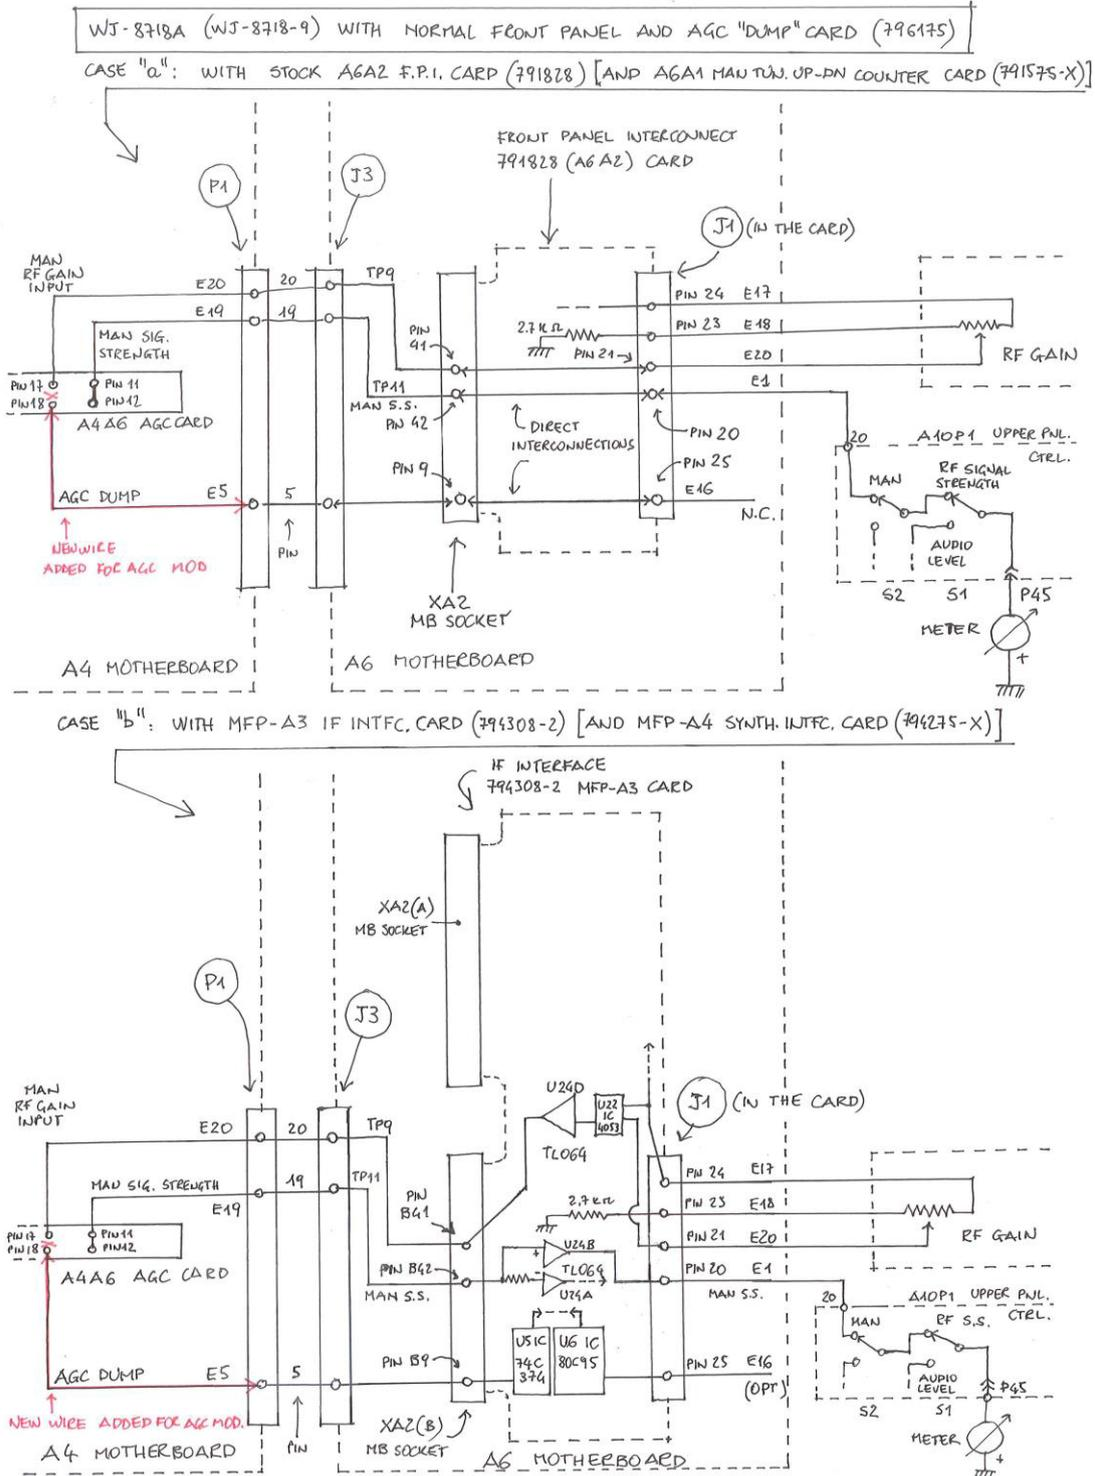 WJ-8718A (WJ-8718-9) WITH NORMAL FRONT PANEL AND AGC "DUMP" CARD (796175)
CASE "a": WITH STOCK A6A2 F.P.I. CARD (791828) [AND A6A1 MAN TUN. UP-DN COUNTER CARD (791575-X)]
FRONT PANEL INTERCONNECT
791828 (A6A2) CARD
P1
J3
J1 (IN THE CARD)
MAN
RF GAIN
INPUT
E20
20
TP9
E19
19
MAN SIG.
STRENGTH
PIN 17
PIN 11
PIN18
PIN 12
A4A6 AGC CARD
PIN
41
TP11
MAN S.S.
PIN 42
PIN 24 E17
2.7 KΩ
PIN 23 E18
PIN 21
E20
E1
RF GAIN
DIRECT
INTERCONNECTIONS
PIN 20
PIN 9
PIN 25
E16
N.C.
20
A10P1 UPPER PNL.
CTRL.
MAN
RF SIGNAL
STRENGTH
AUDIO
LEVEL
S2
S1
P45
METER
+
AGC DUMP
E5
5
PIN
NEW WIRE
ADDED FOR AGC MOD
XA2
MB SOCKET
A4 MOTHERBOARD
A6 MOTHERBOARD
CASE "b": WITH MFP-A3 IF INTFC. CARD (794308-2) [AND MFP-A4 SYNTH. INTFC. CARD (794275-X)]
IF INTERFACE
794308-2 MFP-A3 CARD
XA2(A)
MB SOCKET
P1
J3
J1 (IN THE CARD)
MAN
RF GAIN
INPUT
E20
20
TP9
U24D
U22
IC
4053
TL064
MAN SIG. STRENGTH
E19
19
TP11
PIN17
PIN11
PIN18
PIN12
A4A6 AGC CARD
PIN
B41
PIN B42
MAN S.S.
PIN 24 E17
2,7 KΩ
PIN 23 E18
PIN 21 E20
PIN 20 E1
MAN S.S.
RF GAIN
+
U24B
TL064
-
U24A
U5 IC
74C
374
U6 IC
80C95
PIN B9
PIN 25 E16
(OPT)
20
A10P1 UPPER PNL.
CTRL.
MAN
RF S.S.
AUDIO
LEVEL
S2
S1
P45
METER
+
AGC DUMP
E5
5
PIN
NEW WIRE ADDED FOR AGC MOD.
XA2(B)
MB SOCKET
A4 MOTHERBOARD
A6 MOTHERBOARD